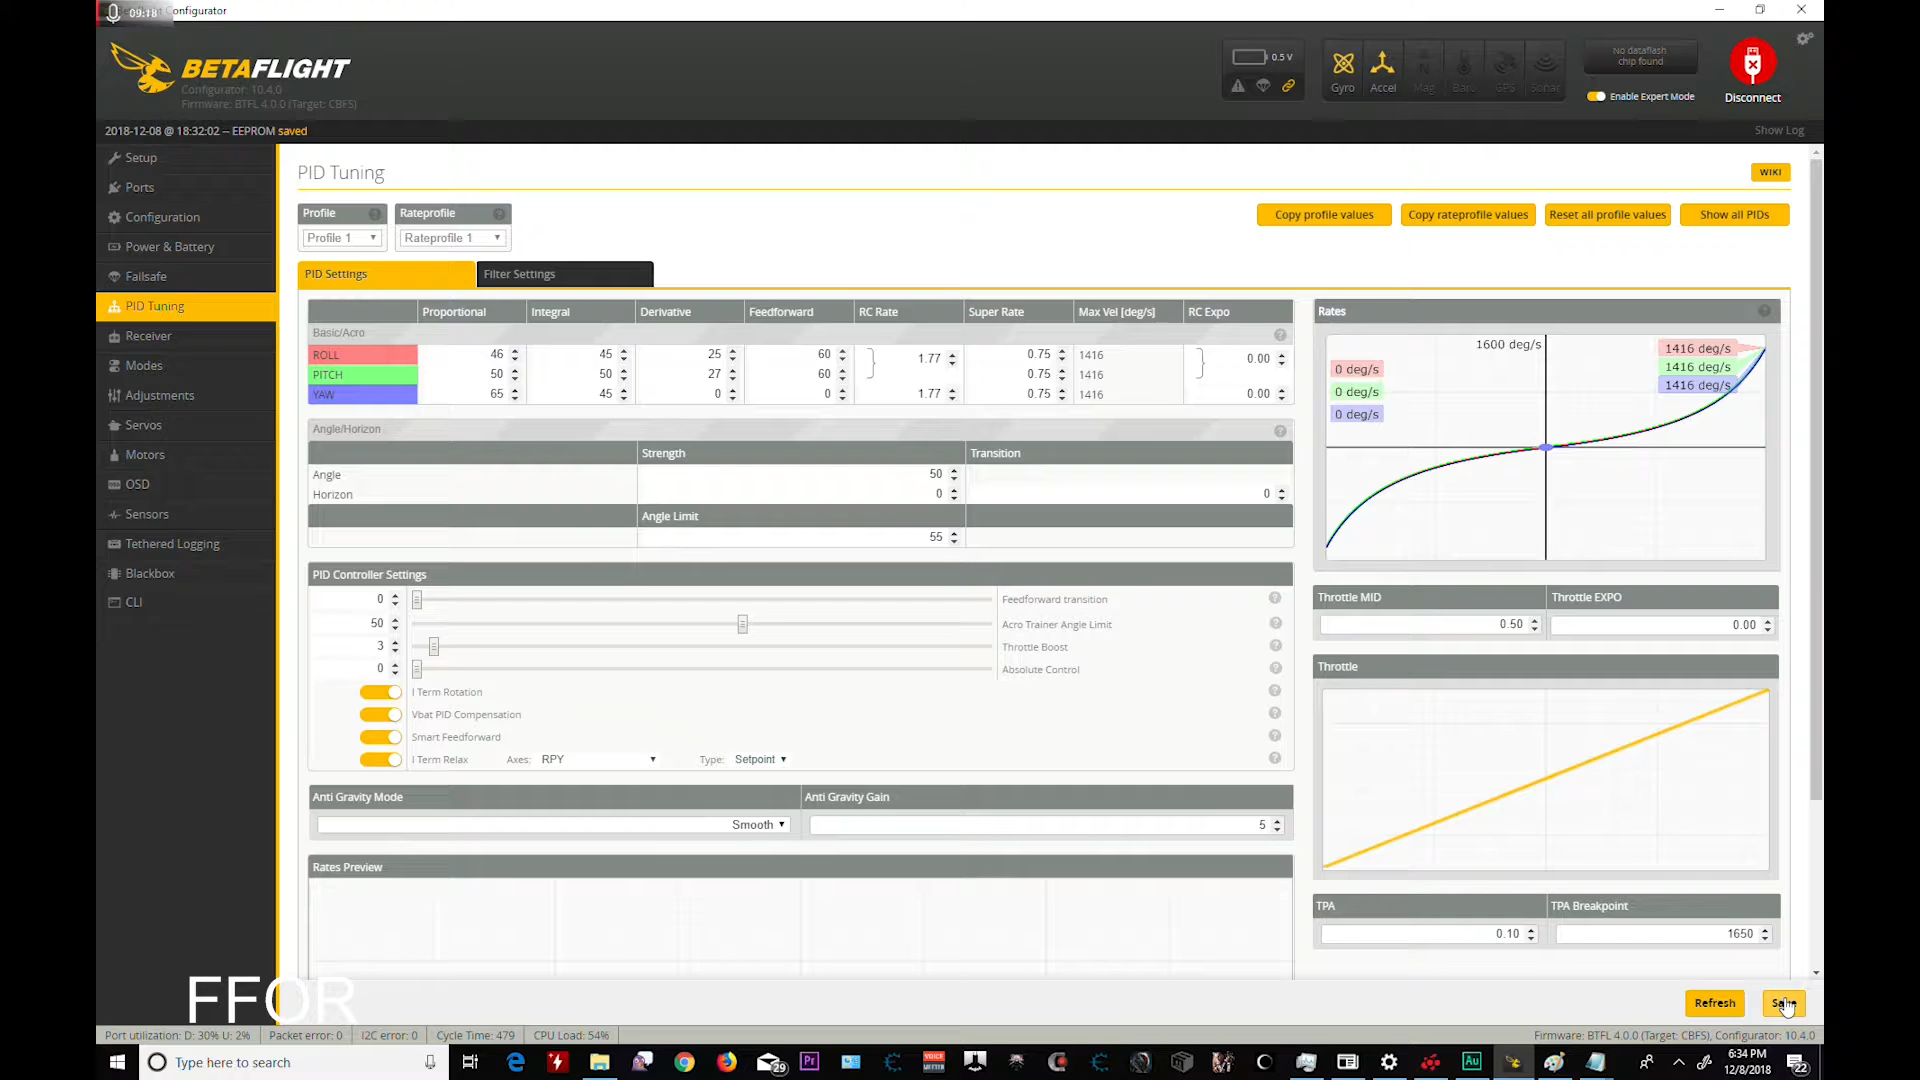 09:18 Configurator
BETAFLIGHT
Configurator: 10.4.0
Firmware: BTFL 4.0.0 (Target: CBFS)
0.5 V
Gyro Accel Mag Baro GPS Sonar
No dataflash
chip found
Enable Expert Mode
Disconnect
2018-12-08 @ 18:32:02 -- EEPROM saved
Show Log
Setup
Ports
Configuration
Power & Battery
Failsafe
PID Tuning
Receiver
Modes
Adjustments
Servos
Motors
OSD
Sensors
Tethered Logging
Blackbox
CLI
PID Tuning
WIKI
Profile Rateprofile
Profile 1 Rateprofile 1
Copy profile values Copy rateprofile values Reset all profile values Show all PIDs
PID Settings Filter Settings
Proportional Integral Derivative Feedforward RC Rate Super Rate Max Vel [deg/s] RC Expo
Basic/Acro
ROLL 46 45 25 60 1.77 0.75 1416 0.00
PITCH 50 50 27 60 0.75 1416
YAW 65 45 0 0 1.77 0.75 1416 0.00
Angle/Horizon
Strength Transition
Angle 50
Horizon 0 0
Angle Limit
55
PID Controller Settings
0 Feedforward transition
50 Acro Trainer Angle Limit
3 Throttle Boost
0 Absolute Control
I Term Rotation
Vbat PID Compensation
Smart Feedforward
I Term Relax Axes: RPY Type: Setpoint
Anti Gravity Mode Anti Gravity Gain
Smooth 5
Rates Preview
Rates
1600 deg/s 1416 deg/s
0 deg/s 1416 deg/s
0 deg/s 1416 deg/s
0 deg/s
Throttle MID Throttle EXPO
0.50 0.00
Throttle
TPA TPA Breakpoint
0.10 1650
FFOR
Refresh Save
Port utilization: D: 30% U: 2% Packet error: 0 I2C error: 0 Cycle Time: 479 CPU Load: 54%
Firmware: BTFL 4.0.0 (Target: CBFS), Configurator: 10.4.0
Type here to search
29
Pr
VOICE
Au
6:34 PM
12/8/2018
22